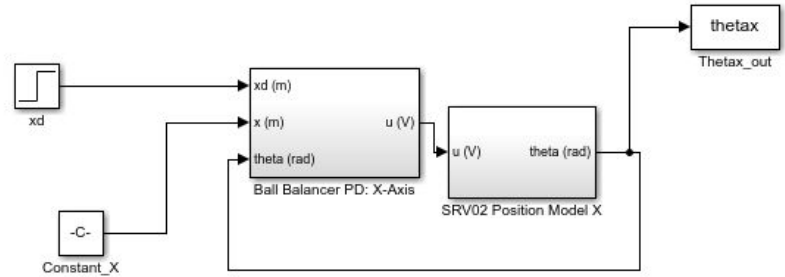 thetax
Thetax_out
xd (m)
xd
x (m)
u (V)
theta (rad)
u (V)
theta (rad)
Ball Balancer PD: X-Axis
SRV02 Position Model X
-C-
Constant_X